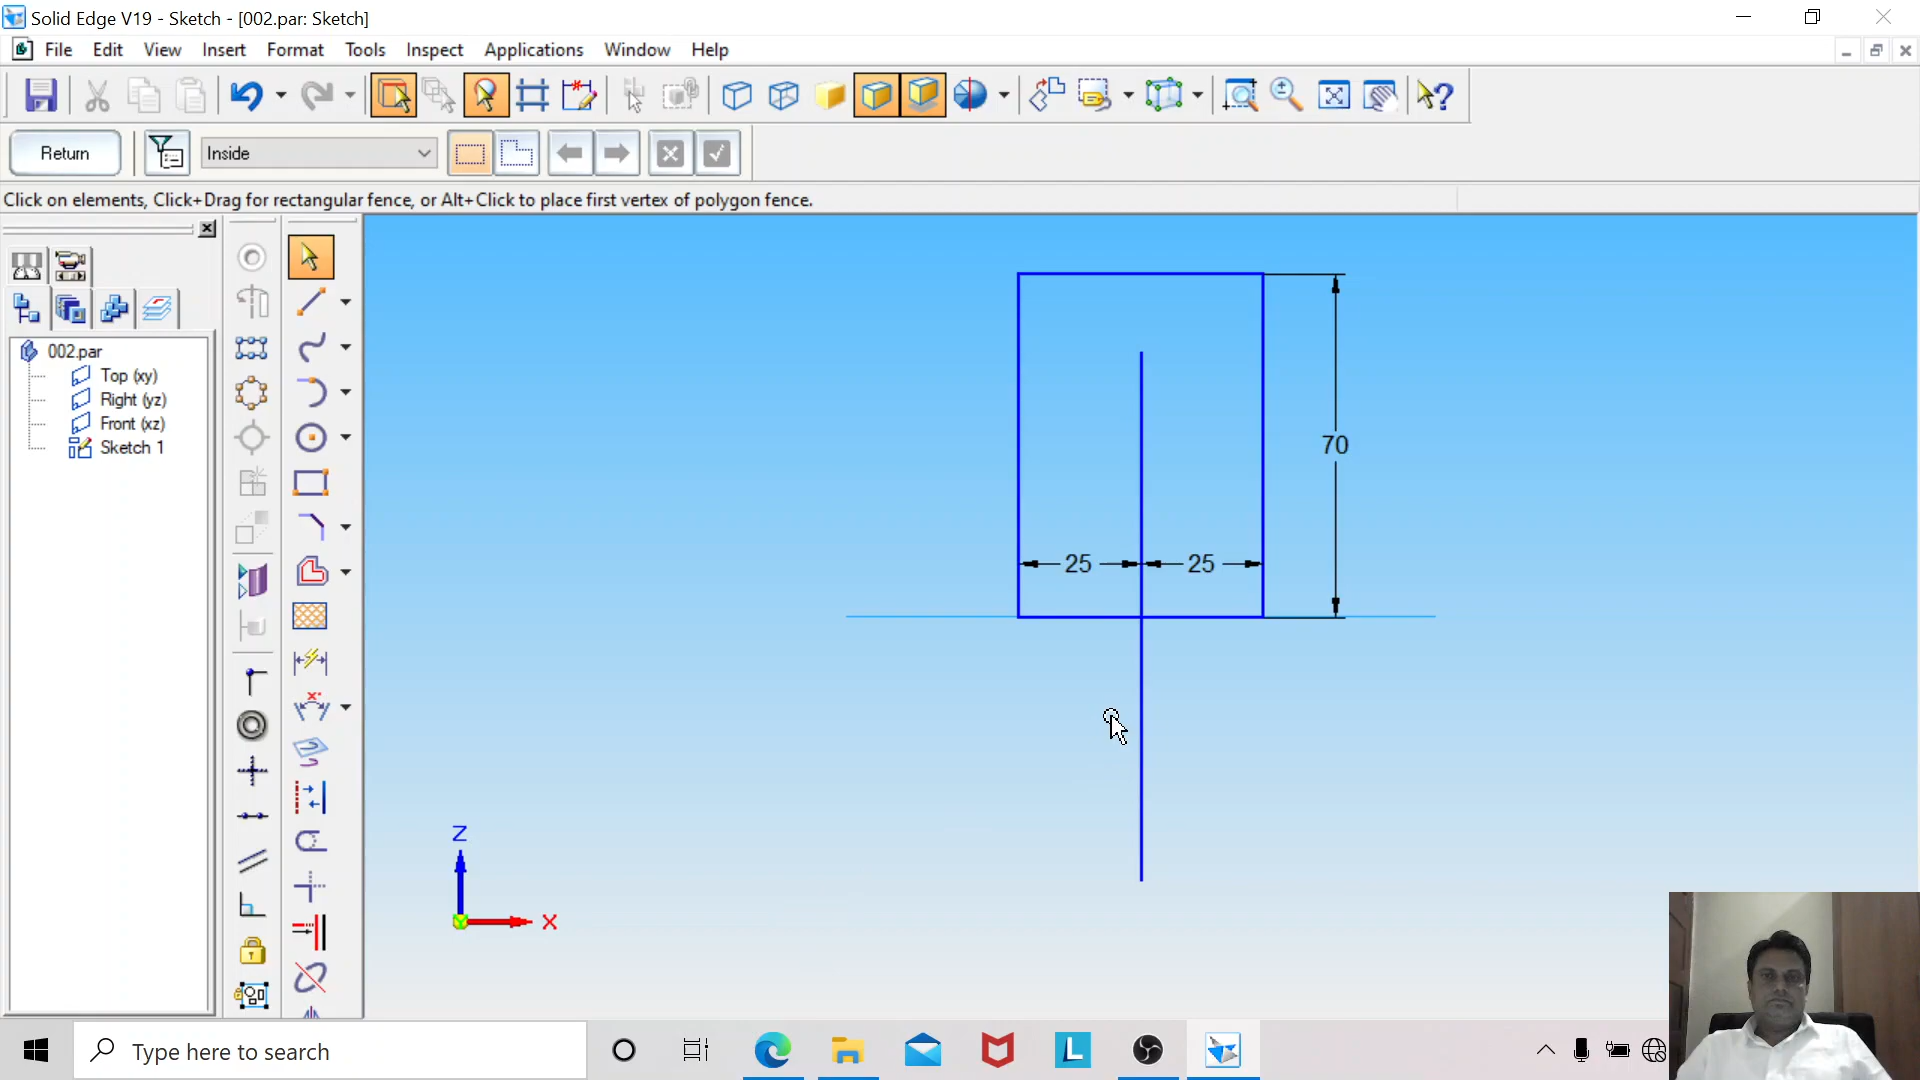 Solid Edge V19 - Sketch - [002.par: Sketch]
File Edit View Insert Format Tools Inspect Applications Window Help
Return Inside
Click on elements, Click+Drag for rectangular fence, or Alt+Click to place first vertex of polygon fence.
002.par
Top (xy)
Right (yz)
Front (xz)
Sketch 1
70
25 25
Z
X
Type here to search